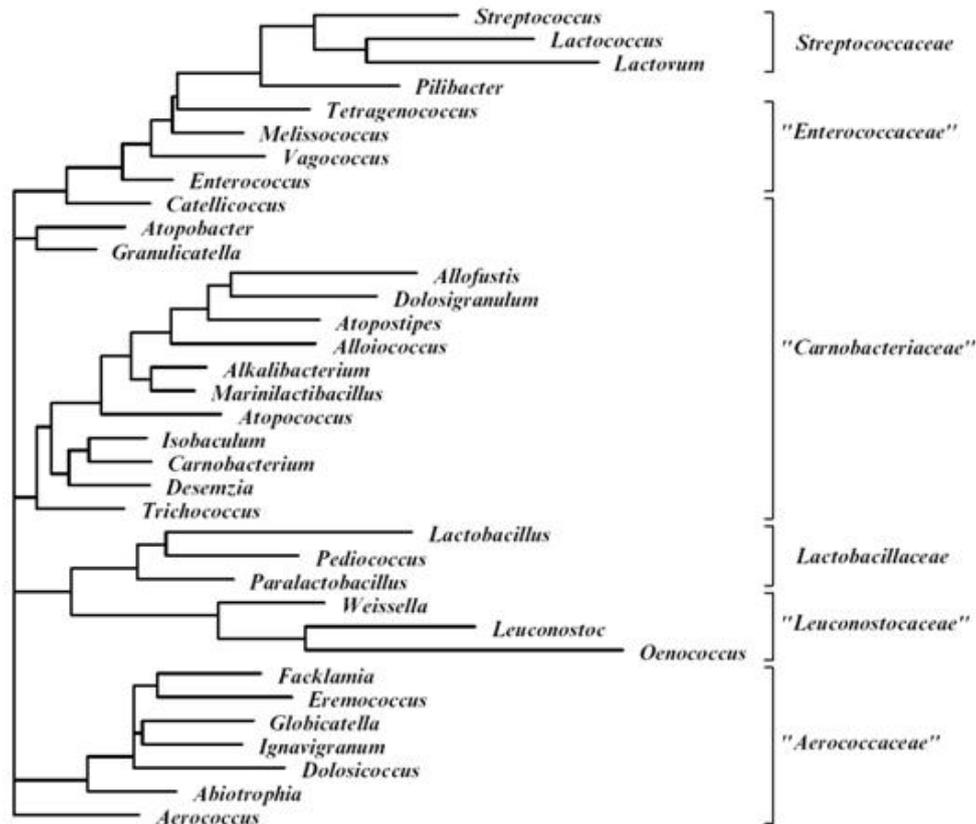 Streptococcus
Lactococcus
Streptococcaceae
Lactovum
Pilibacter
Tetragenococcus
Melissococcus
"Enterococcaceae"
Vagococcus
Enterococcus
Catellicoccus
Atopobacter
Granulicatella
Allofustis
Dolosigranulum
Atopostipes
Alloiococcus
"Carnobacteriaceae"
Alkalibacterium
Marinilactibacillus
Atopococcus
Isobaculum
Carnobacterium
Desemzia
Trichococcus
Lactobacillus
Pediococcus
Lactobacillaceae
Paralactobacillus
Weissella
"Leuconostocaceae"
Leuconostoc
Oenococcus
Facklamia
Eremococcus
Globicatella
Ignavigranum
"Aerococcaceae"
Dolosicoccus
Abiotrophia
Aerococcus